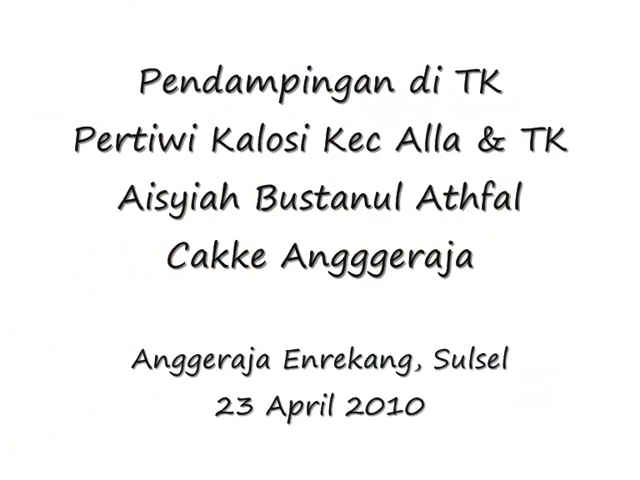 Pendampingan di TK
Pertiwi Kalosi Kec Alla & TK
Aisyiah Bustanul Athfal
Cakke Angggeraja
Anggeraja Enrekang, Sulsel
23 April 2010